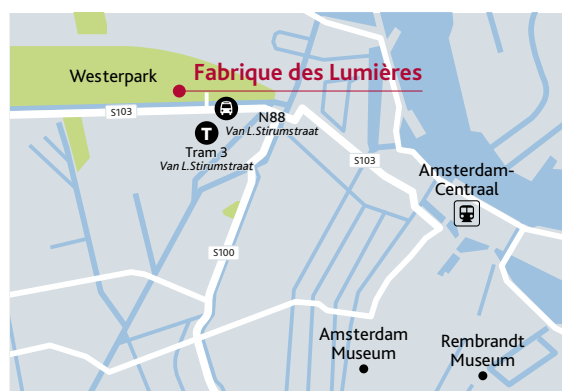 Westerpark
Fabrique des Lumières
S103
N88
Van L.Stirumstraat
T
Tram 3
Van L.Stirumstraat
S103
Amsterdam-
Centraal
S100
Amsterdam
Museum
Rembrandt
Museum